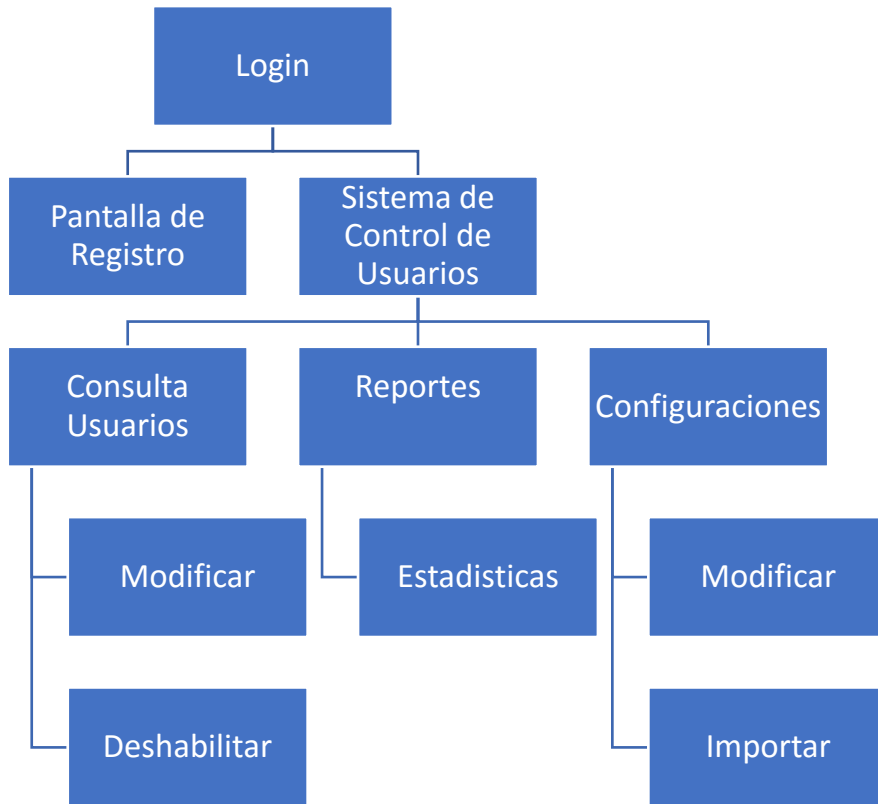 Login
Pantalla de
Registro
Sistema de
Control de
Usuarios
Consulta
Usuarios
Reportes
Configuraciones
Modificar
Estadisticas
Modificar
Deshabilitar
Importar